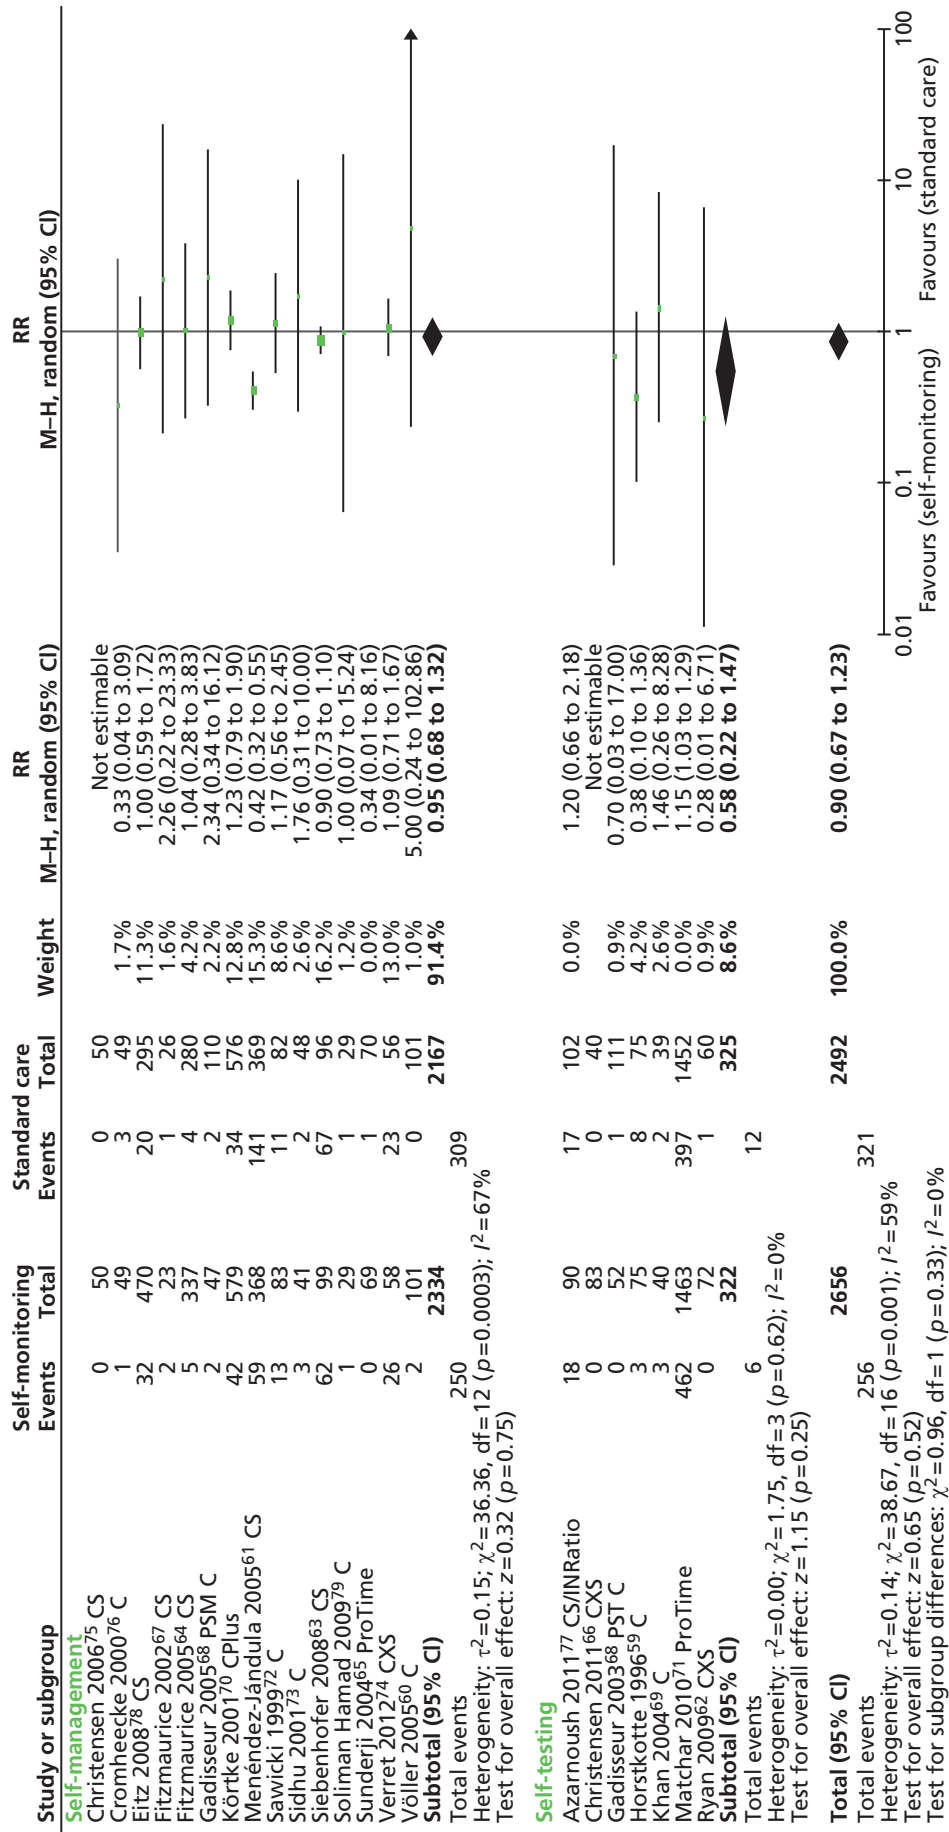 Self-monitoring Standard care RR RR
Study or subgroup Events Total Events Total Weight M–H, random (95% CI) M–H, random (95% CI)
Self-management
Christensen 2006⁷⁵ CS 0 50 0 50 Not estimable
Cromheecke 2000⁷⁶ C 1 49 3 49 1.7% 0.33 (0.04 to 3.09)
Eitz 2008⁷⁸ CS 32 470 20 295 11.3% 1.00 (0.59 to 1.72)
Fitzmaurice 2002⁶⁷ CS 2 23 1 26 1.6% 2.26 (0.22 to 23.33)
Fitzmaurice 2005⁶⁴ CS 5 337 4 280 4.2% 1.04 (0.28 to 3.83)
Gadisseur 2005⁶⁸ PSM C 2 47 2 110 2.2% 2.34 (0.34 to 16.12)
Körtke 2001⁷⁰ CPlus 42 579 34 576 12.8% 1.23 (0.79 to 1.90)
Menéndez-Jándula 2005⁶¹ CS 59 368 141 369 15.3% 0.42 (0.32 to 0.55)
Sawicki 1999⁷² C 13 83 11 82 8.6% 1.17 (0.56 to 2.45)
Sidhu 2001⁷³ C 3 41 2 48 2.6% 1.76 (0.31 to 10.00)
Siebenhofer 2008⁶³ CS 62 99 67 96 16.2% 0.90 (0.73 to 1.10)
Soliman Hamad 2009⁷⁹ C 1 29 1 29 1.2% 1.00 (0.07 to 15.24)
Sunderji 2004⁶⁵ ProTime 0 69 1 70 0.0% 0.34 (0.01 to 8.16)
Verret 2012⁷⁴ CXS 26 58 23 56 13.0% 1.09 (0.71 to 1.67)
Völler 2005⁶⁰ C 2 101 0 101 1.0% 5.00 (0.24 to 102.86)
Subtotal (95% CI) 2334 2167 91.4% 0.95 (0.68 to 1.32)
Total events 250 309
Heterogeneity: τ²=0.15; χ²=36.36, df=12 (p=0.0003); I²=67%
Test for overall effect: z=0.32 (p=0.75)
Self-testing
Azarnoush 2011⁷⁷ CS/INRatio 18 90 17 102 0.0% 1.20 (0.66 to 2.18)
Christensen 2011⁶⁶ CXS 0 83 0 40 Not estimable
Gadisseur 2003⁶⁸ PST C 0 52 1 111 0.9% 0.70 (0.03 to 17.00)
Horstkotte 1996⁵⁹ C 3 75 8 75 4.2% 0.38 (0.10 to 1.36)
Khan 2004⁶⁹ C 3 40 2 39 2.6% 1.46 (0.26 to 8.28)
Matchar 2010⁷¹ ProTime 462 1463 397 1452 0.0% 1.15 (1.03 to 1.29)
Ryan 2009⁶² CXS 0 72 1 60 0.9% 0.28 (0.01 to 6.71)
Subtotal (95% CI) 322 325 8.6% 0.58 (0.22 to 1.47)
Total events 6 12
Heterogeneity: τ²=0.00; χ²=1.75, df=3 (p=0.62); I²=0%
Test for overall effect: z=1.15 (p=0.25)
Total (95% CI) 2656 2492 100.0% 0.90 (0.67 to 1.23)
Total events 256 321
Heterogeneity: τ²=0.14; χ²=38.67, df=16 (p=0.001); I²=59%
Test for overall effect: z=0.65 (p=0.52)
Test for subgroup differences: χ²=0.96, df=1 (p=0.33); I²=0%
0.01 0.1 1 10 100
Favours (self-monitoring) Favours (standard care)